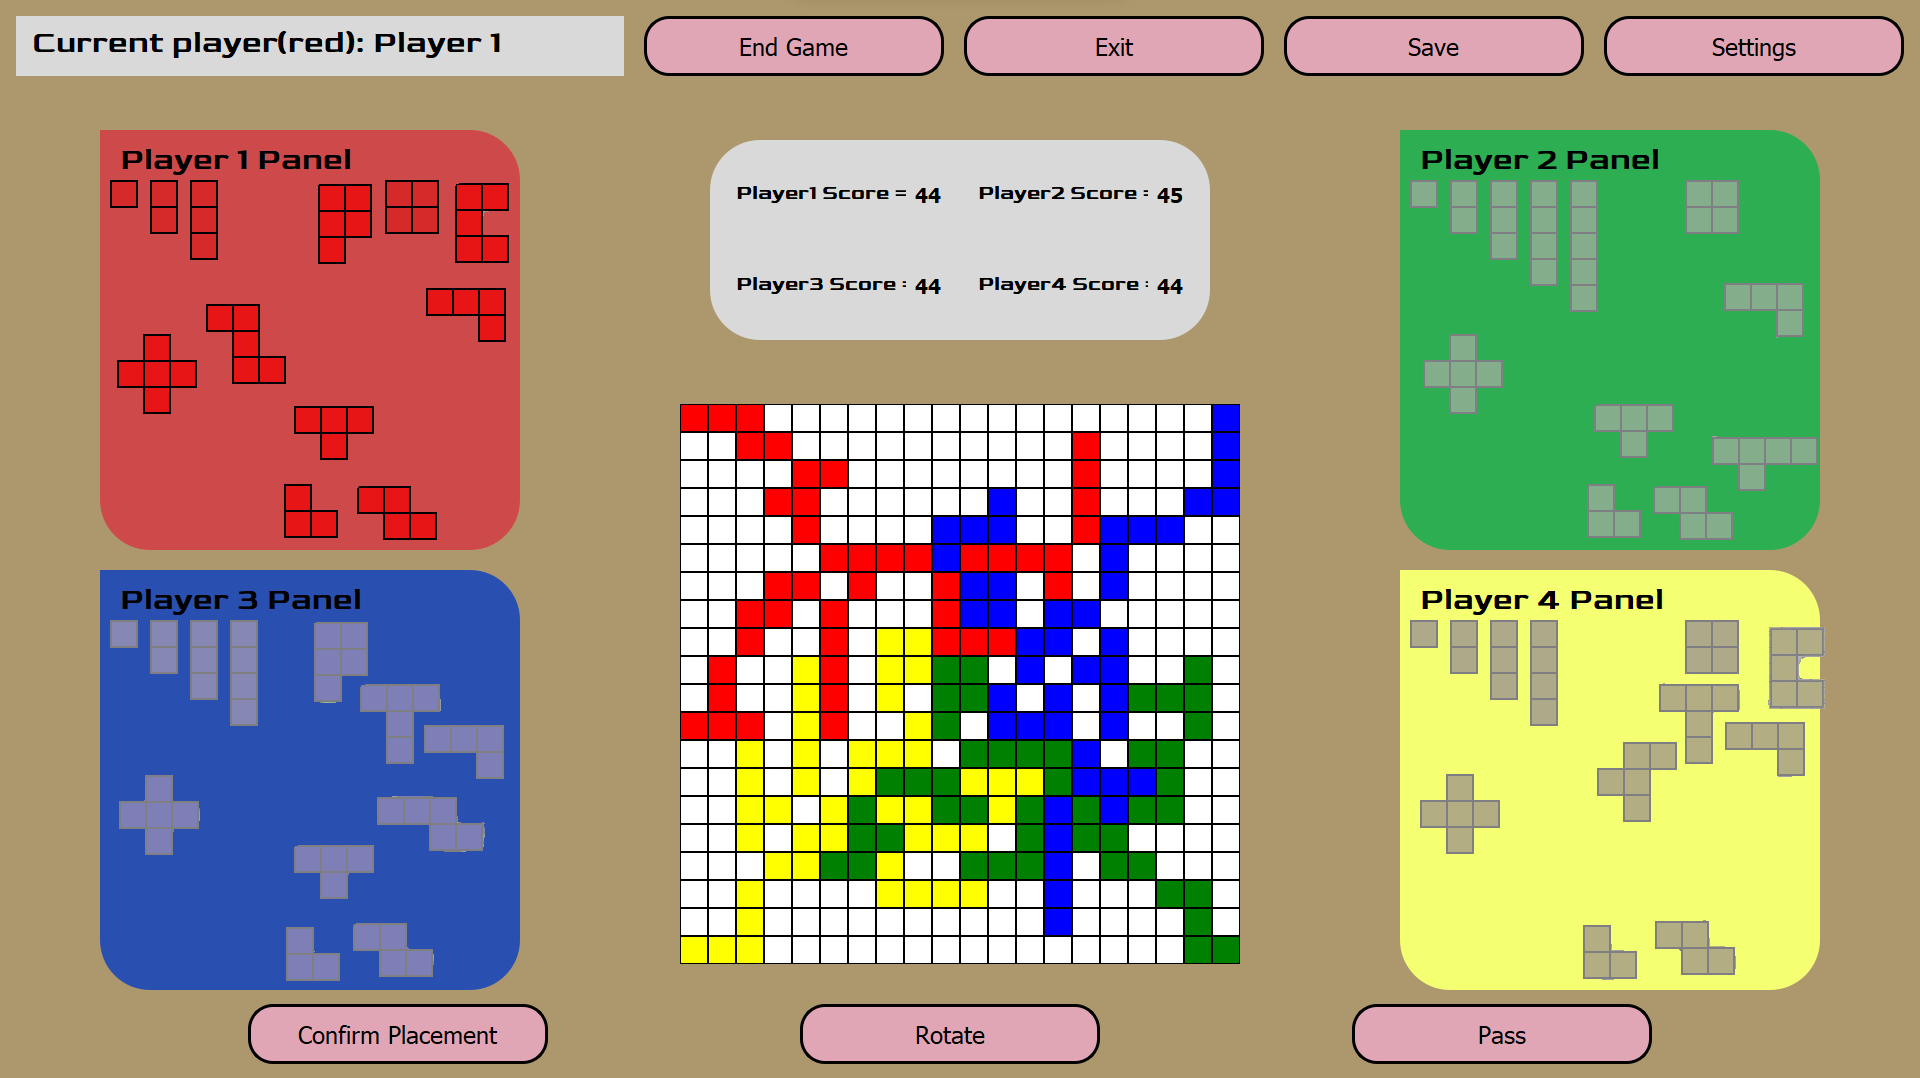 Current player(red): Player 1
End Game
Exit
Save
Settings
Player 1 Panel
Player1 Score = 44
Player2 Score : 45
Player3 Score : 44
Player4 Score : 44
Player 2 Panel
Player 3 Panel
Player 4 Panel
Confirm Placement
Rotate
Pass